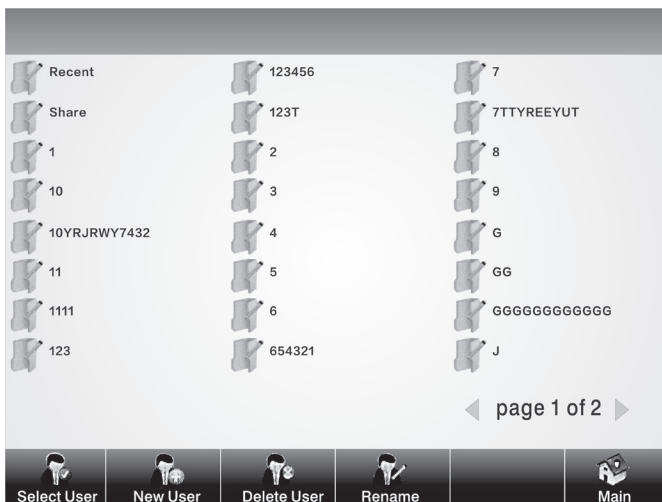 Recent
Share
1
10
10YRJRWY7432
11
1111
123
123456
123T
2
3
4
5
6
654321
7
7TTYREEYUT
8
9
G
GG
GGGGGGGGGGGG
J
page 1 of 2
Select User
New User
Delete User
Rename
Main